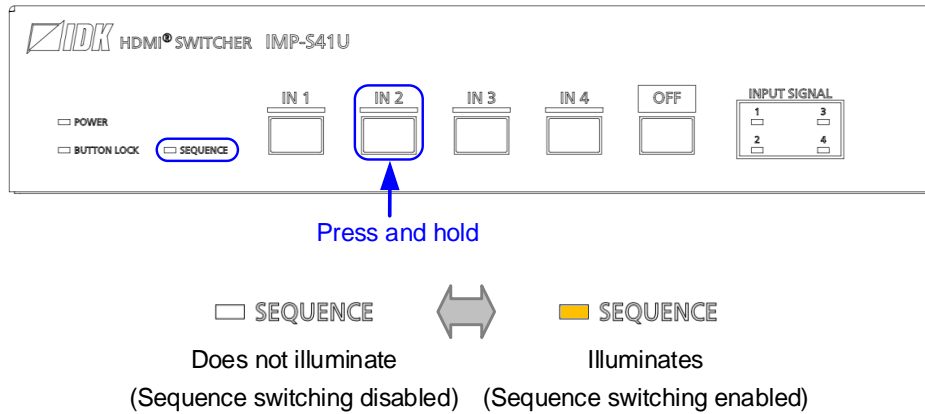 IDK HDMI® SWITCHER IMP-S41U
IN 1 IN 2 IN 3 IN 4 OFF INPUT SIGNAL
POWER 1 3
BUTTON LOCK SEQUENCE 2 4
Press and hold
SEQUENCE SEQUENCE
Does not illuminate Illuminates
(Sequence switching disabled) (Sequence switching enabled)